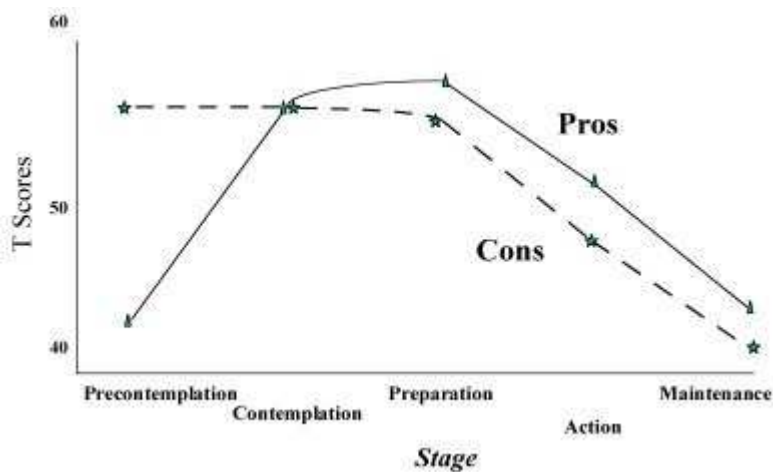 60
Pros
T Scores
50
Cons
40
Precontemplation
Contemplation
Preparation
Action
Maintenance
Stage